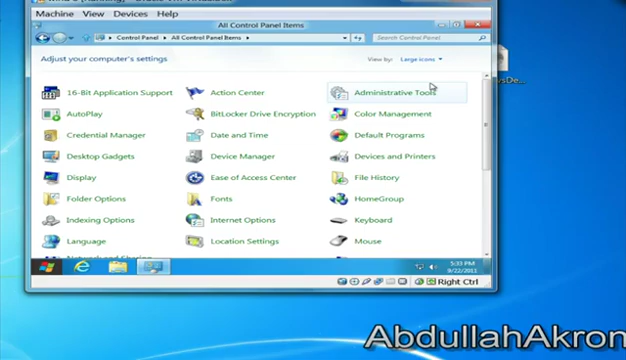 Machine View Devices Help
All Control Panel Items
Control Panel ▸ All Control Panel Items ▸
Search Control Panel
Adjust your computer's settings
View by: Large icons
16-Bit Application Support Action Center Administrative Tools
AutoPlay BitLocker Drive Encryption Color Management
Credential Manager Date and Time Default Programs
Desktop Gadgets Device Manager Devices and Printers
Display Ease of Access Center File History
Folder Options Fonts HomeGroup
Indexing Options Internet Options Keyboard
Language Location Settings Mouse
5:33 PM
9/22/2011
Right Ctrl
AbdullahAkron